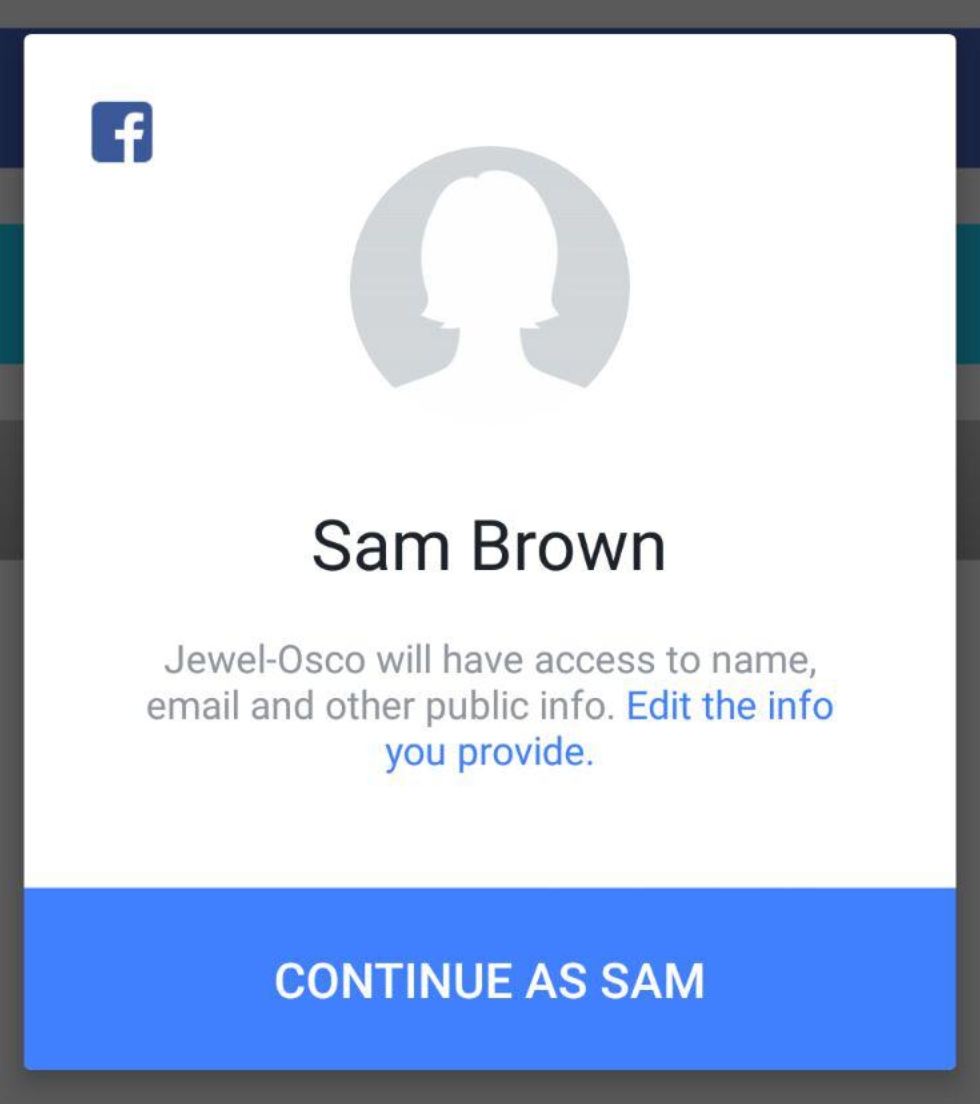 Sam Brown
Jewel-Osco will have access to name,
email and other public info. Edit the info
you provide.
CONTINUE AS SAM